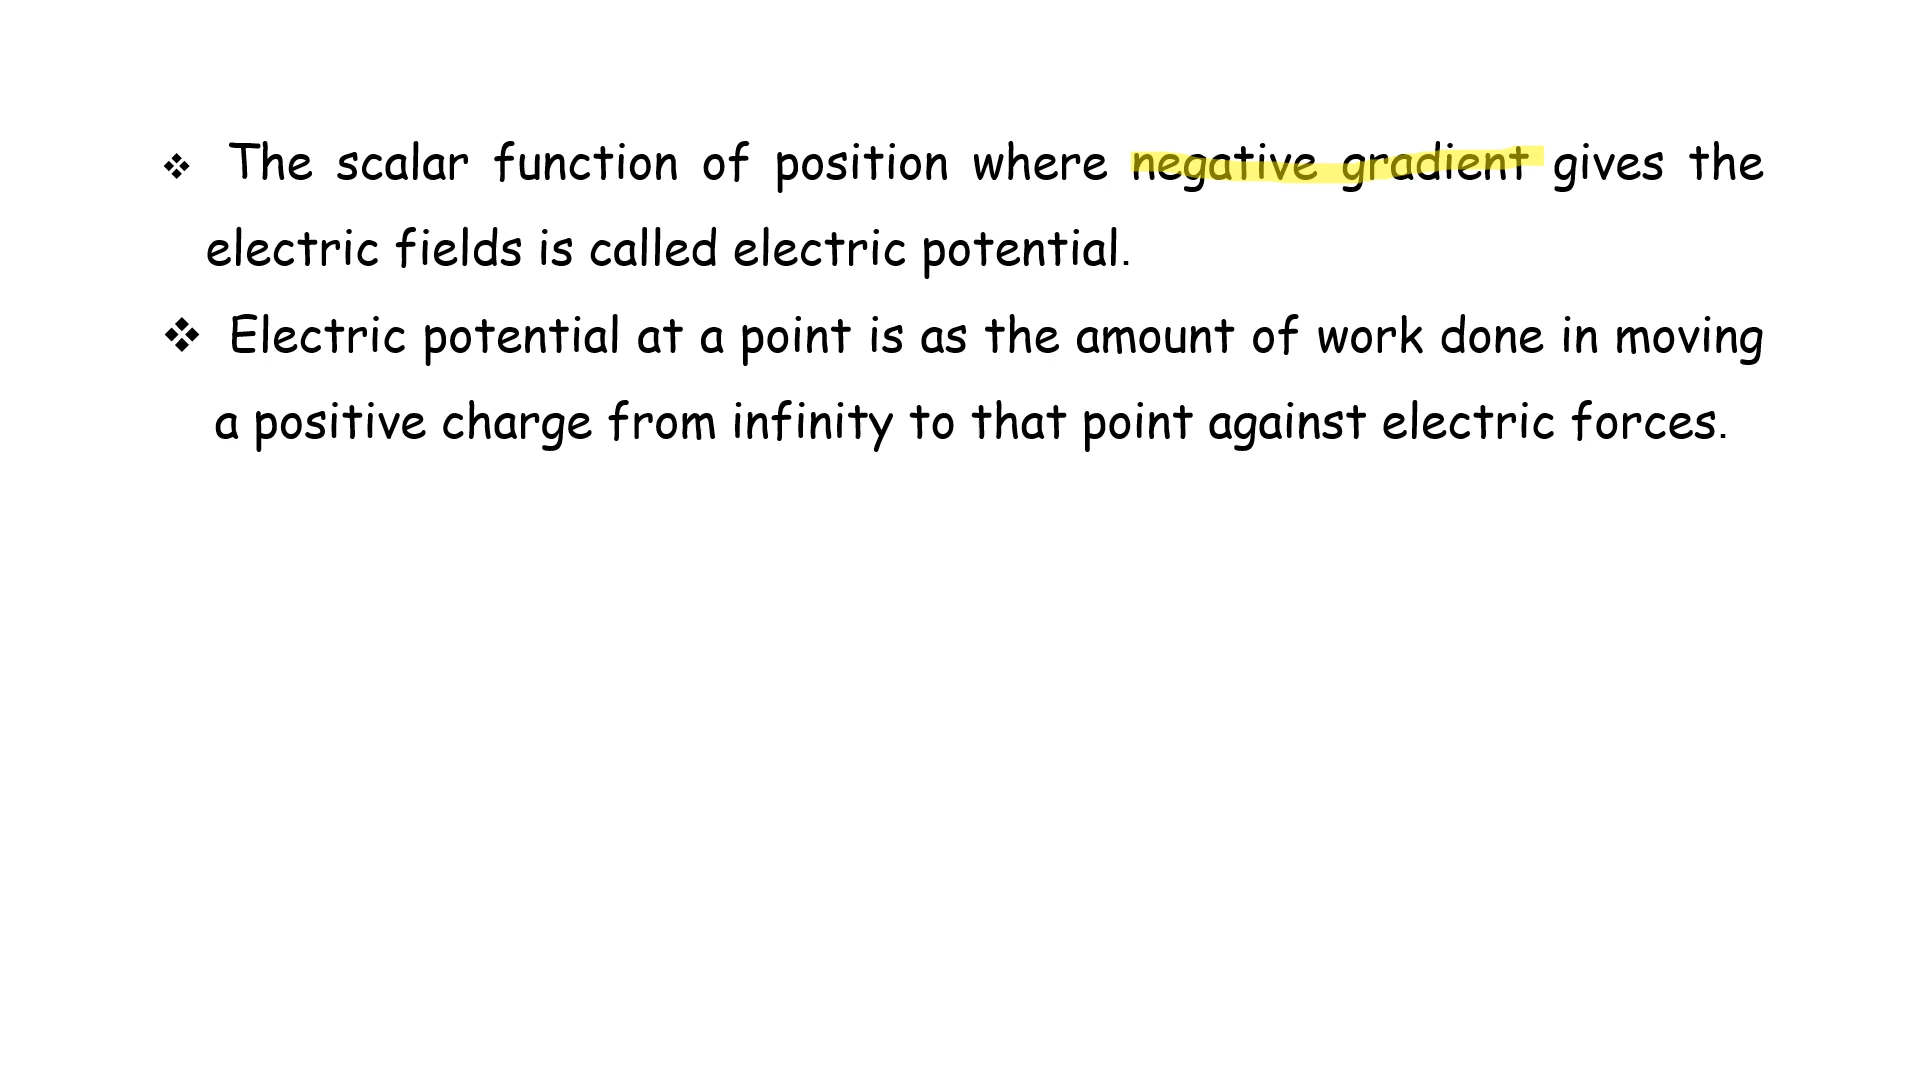 ❖ The scalar function of position where negative gradient gives the
electric fields is called electric potential.
❖ Electric potential at a point is as the amount of work done in moving
a positive charge from infinity to that point against electric forces.